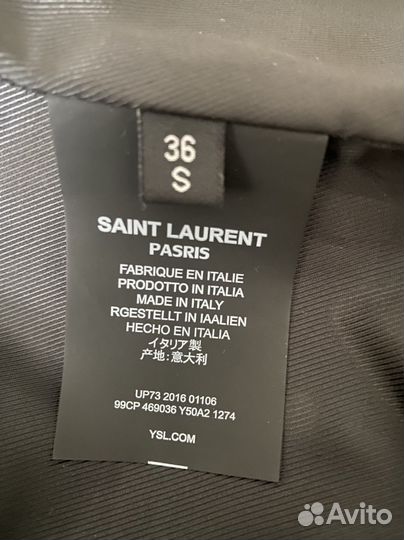 36
S
SAINT LAURENT
PASRIS
FABRIQUE EN ITALIE
PRODOTTO IN ITALIA
MADE IN ITALY
RGESTELLT IN IAALIEN
HECHO EN ITALIA
イタリア製
产地:意大利
UP73 2016 01106
99CP 469036 Y50A2 1274
YSL.COM
Avito